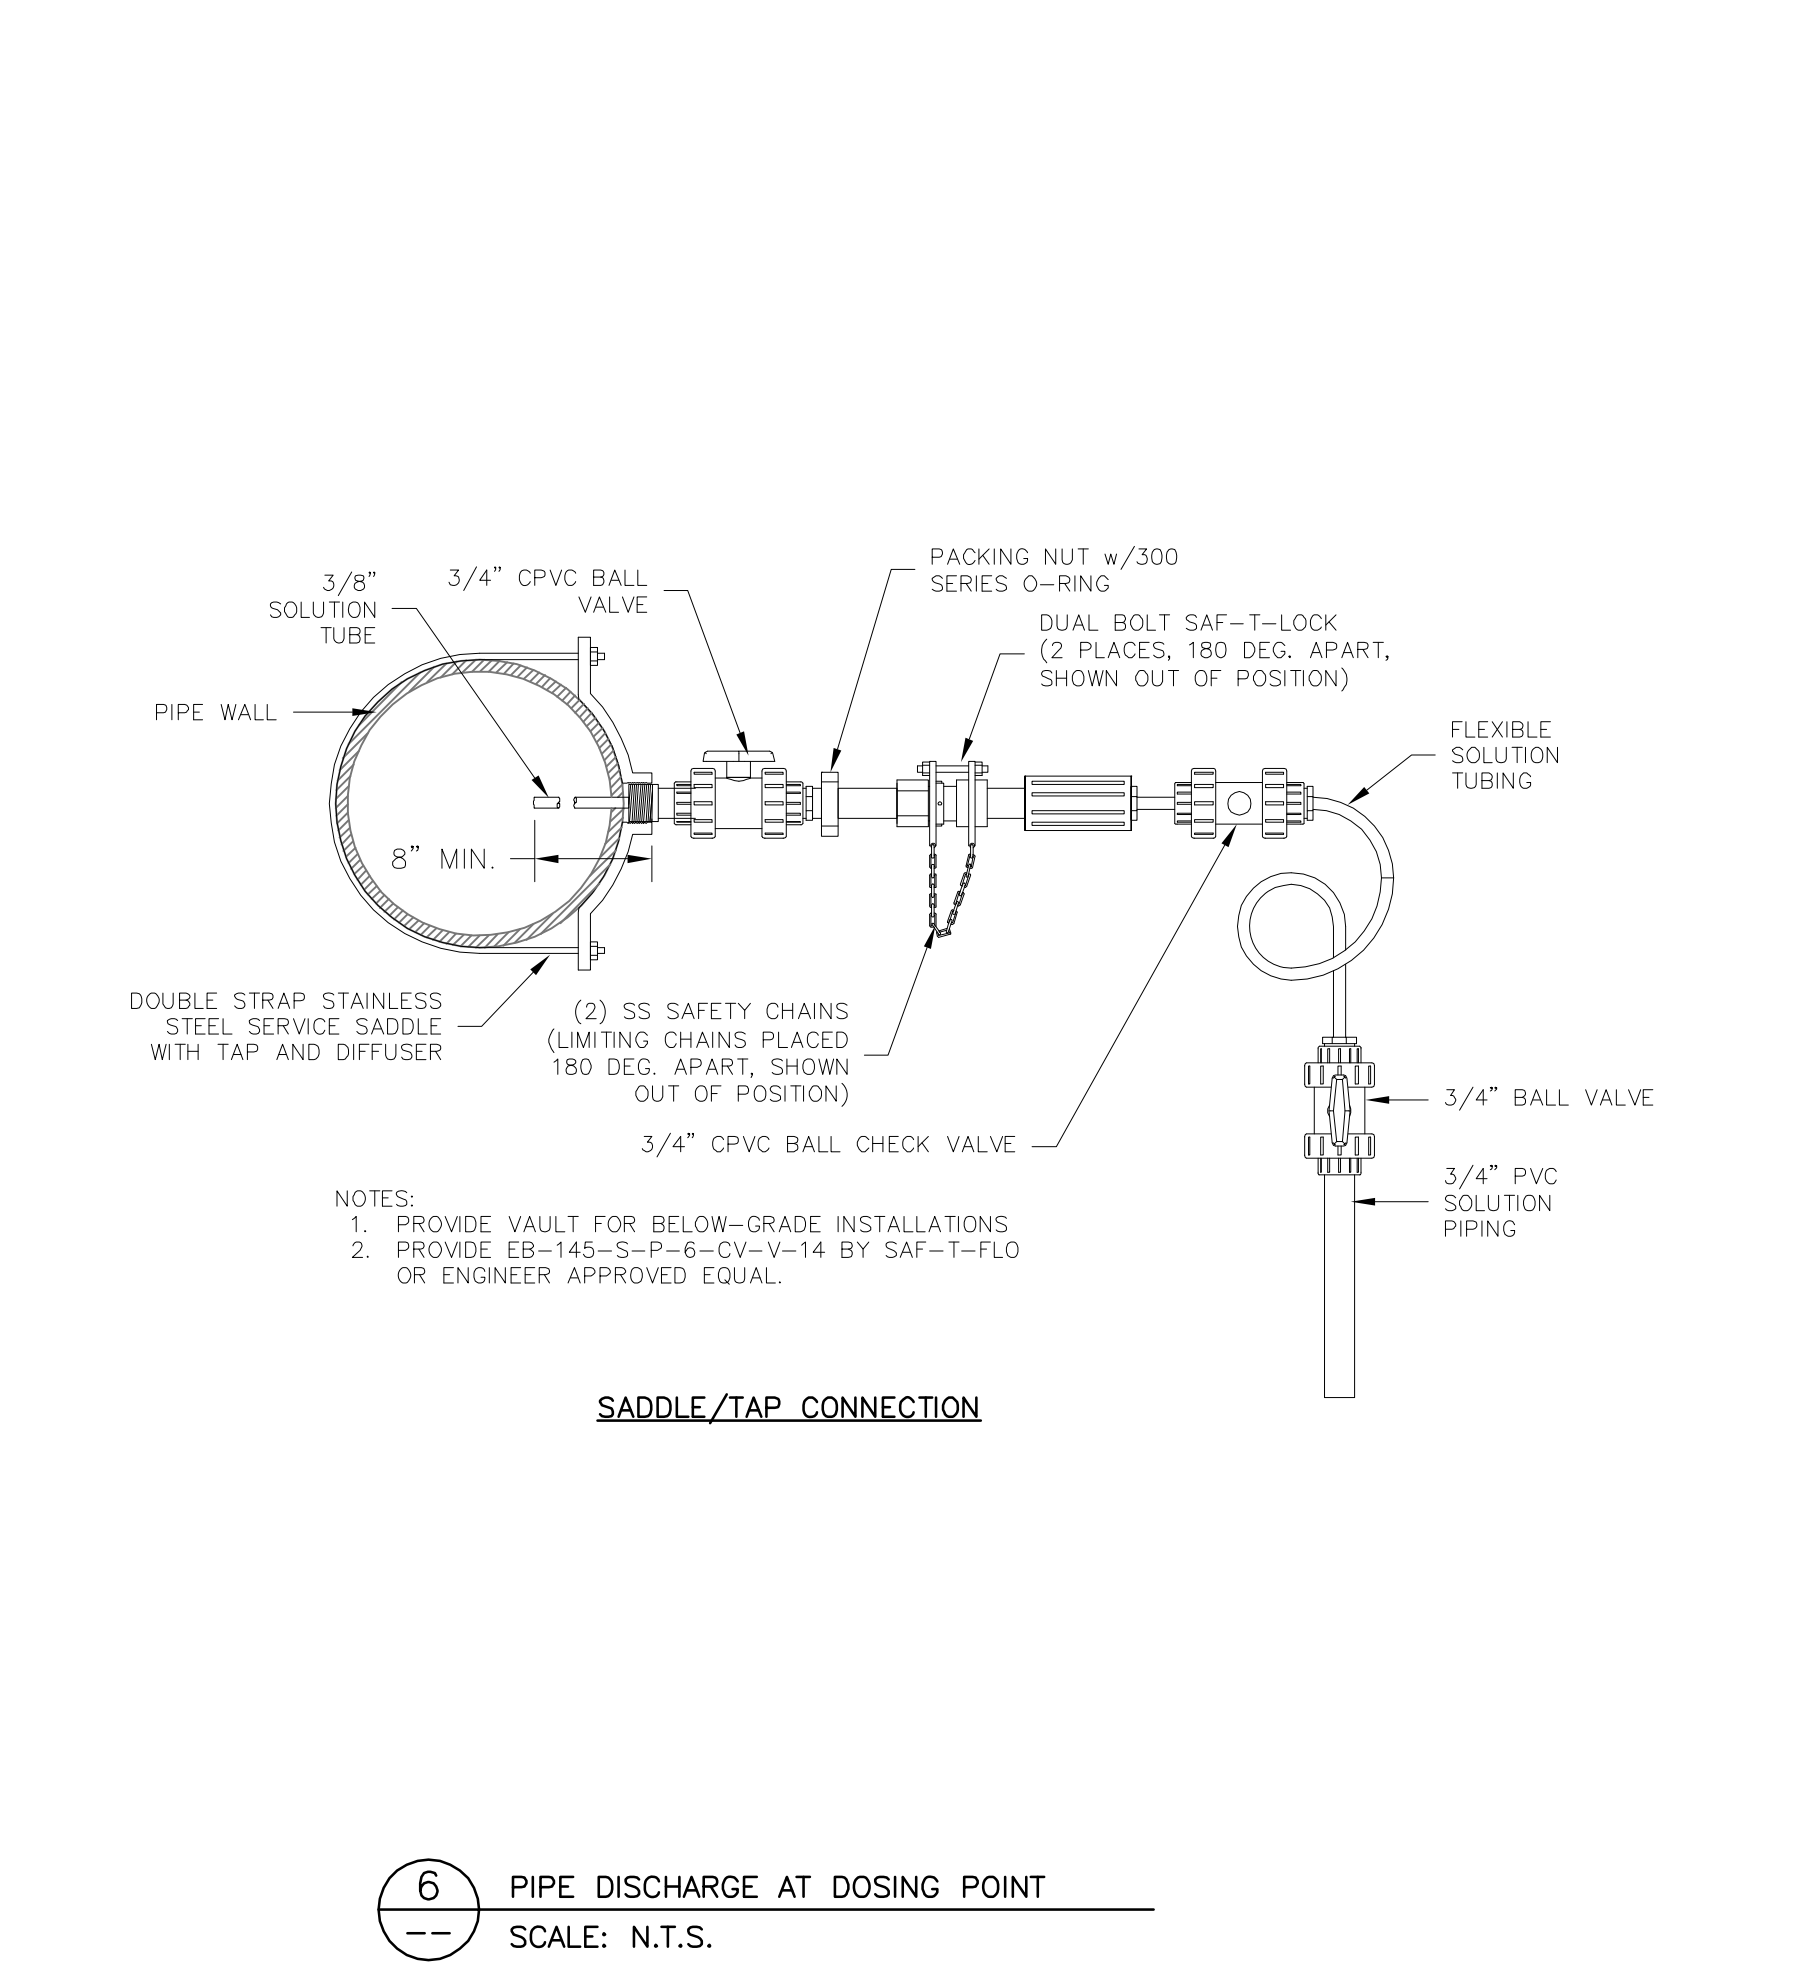 PACKING NUT w/300
SERIES O-RING
3/8”
SOLUTION
TUBE
3/4” CPVC BALL
VALVE
DUAL BOLT SAF-T-LOCK
(2 PLACES, 180 DEG. APART,
SHOWN OUT OF POSITION)
PIPE WALL
FLEXIBLE
SOLUTION
TUBING
8” MIN.
DOUBLE STRAP STAINLESS
STEEL SERVICE SADDLE
WITH TAP AND DIFFUSER
(2) SS SAFETY CHAINS
(LIMITING CHAINS PLACED
180 DEG. APART, SHOWN
OUT OF POSITION)
3/4” BALL VALVE
3/4” CPVC BALL CHECK VALVE
3/4” PVC
SOLUTION
PIPING
NOTES:
1. PROVIDE VAULT FOR BELOW-GRADE INSTALLATIONS
2. PROVIDE EB-145-S-P-6-CV-V-14 BY SAF-T-FLO
OR ENGINEER APPROVED EQUAL.
SADDLE/TAP CONNECTION
6
--
PIPE DISCHARGE AT DOSING POINT
SCALE: N.T.S.